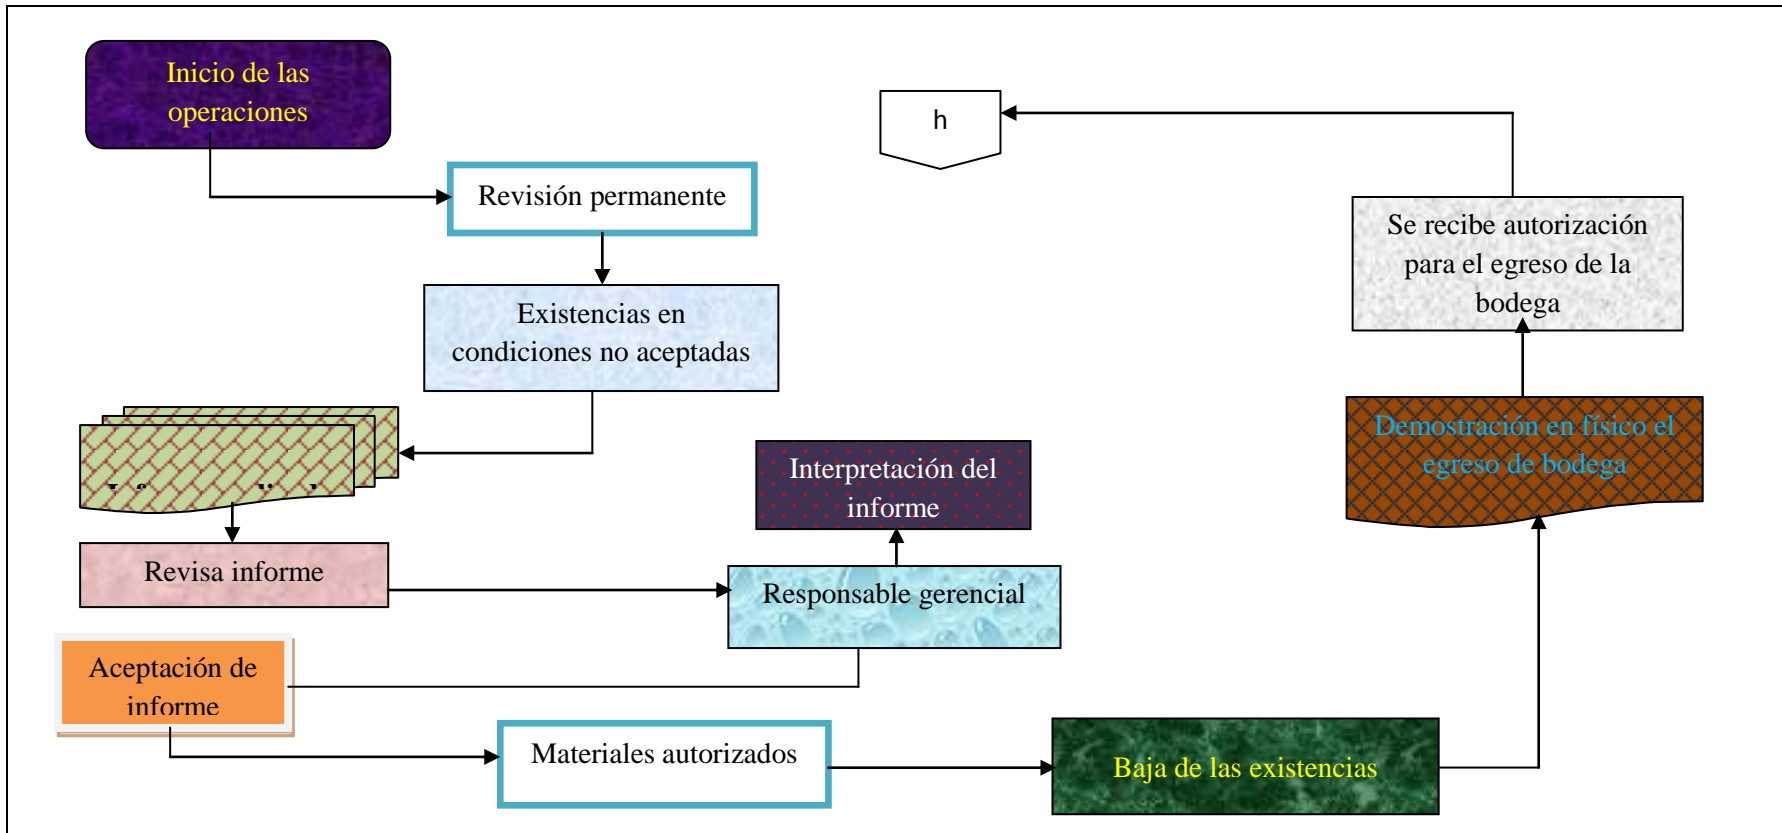 Inicio de las
operaciones
h
Revisión permanente
Se recibe autorización
para el egreso de la
bodega
Existencias en
condiciones no aceptadas
Demostración en físico el
egreso de bodega
Interpretación del
informe
Revisa informe
Responsable gerencial
Aceptación de
informe
Materiales autorizados
Baja de las existencias